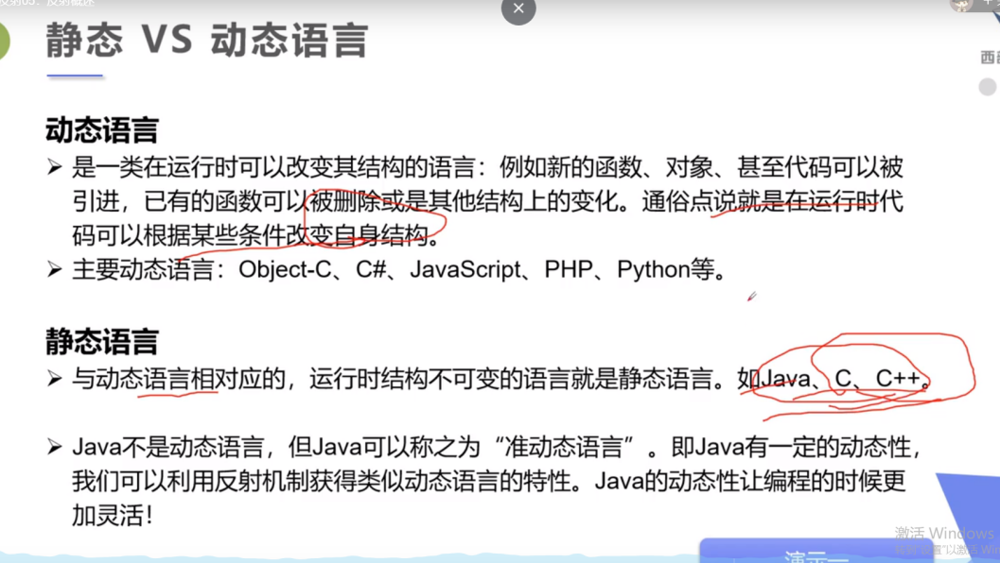 反射05：反射概述
静态 VS 动态语言
西
动态语言
➢ 是一类在运行时可以改变其结构的语言：例如新的函数、对象、甚至代码可以被
引进，已有的函数可以被删除或是其他结构上的变化。通俗点说就是在运行时代
码可以根据某些条件改变自身结构。
➢ 主要动态语言：Object-C、C#、JavaScript、PHP、Python等。
静态语言
➢ 与动态语言相对应的，运行时结构不可变的语言就是静态语言。如Java、C、C++。
➢ Java不是动态语言，但Java可以称之为“准动态语言”。即Java有一定的动态性，
我们可以利用反射机制获得类似动态语言的特性。Java的动态性让编程的时候更
加灵活！
激活 Windows